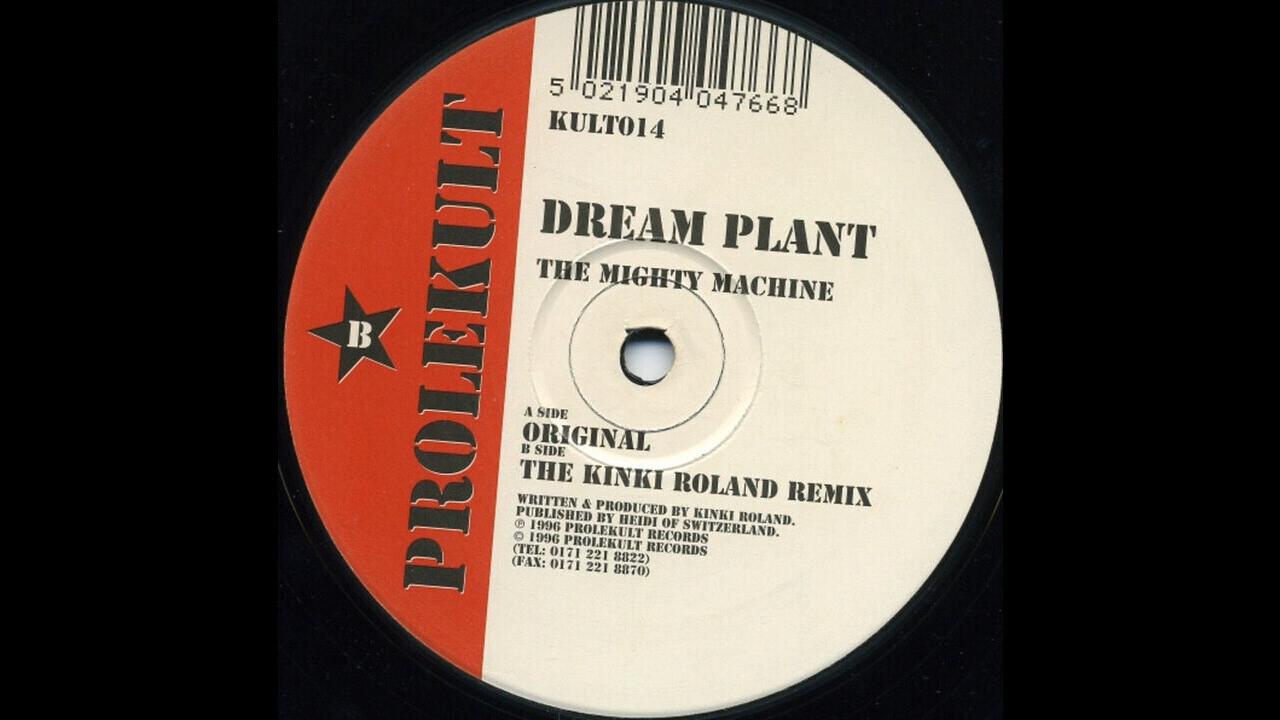 5 021904 047668
KULT014
DREAM PLANT
THE MIGHTY MACHINE
PROLEKULT
B
A SIDE
ORIGINAL
B SIDE
THE KINKI ROLAND REMIX
WRITTEN & PRODUCED BY KINKI ROLAND.
PUBLISHED BY HEIDI OF SWITZERLAND.
℗ 1996 PROLEKULT RECORDS
© 1996 PROLEKULT RECORDS
(TEL: 0171 221 8822)
(FAX: 0171 221 8870)